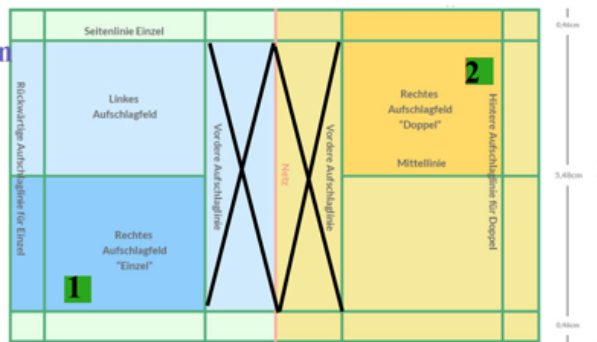 n
Seitenlinie Einzel
0,46cm
2
Rückwärtige Aufschlaglinie für Einzel
Linkes
Aufschlagfeld
Vordere Aufschlaglinie
Netz
Vordere Aufschlaglinie
Rechtes
Aufschlagfeld
"Doppel"
Mittellinie
Hintere Aufschlaglinie für Doppel
5,48cm
Rechtes
Aufschlagfeld
"Einzel"
1
0,46cm